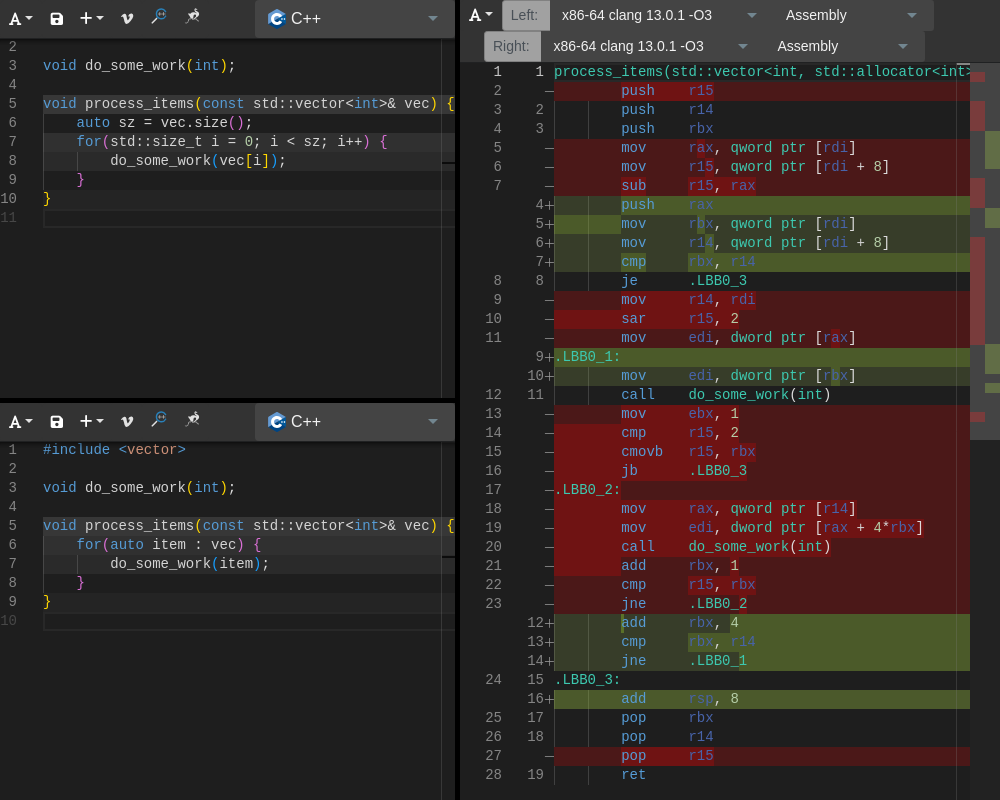 A
C++
2
3 void do_some_work(int);
4
5 void process_items(const std::vector<int>& vec) {
6 auto sz = vec.size();
7 for(std::size_t i = 0; i < sz; i++) {
8 do_some_work(vec[i]);
9 }
10 }
11
A
C++
1 #include <vector>
2
3 void do_some_work(int);
4
5 void process_items(const std::vector<int>& vec) {
6 for(auto item : vec) {
7 do_some_work(item);
8 }
9 }
10
A Left: x86-64 clang 13.0.1 -O3 Assembly
Right: x86-64 clang 13.0.1 -O3 Assembly
1 1 process_items(std::vector<int, std::allocator<int>
2 — push r15
3 2 push r14
4 3 push rbx
5 — mov rax, qword ptr [rdi]
6 — mov r15, qword ptr [rdi + 8]
7 — sub r15, rax
4+ push rax
5+ mov rbx, qword ptr [rdi]
6+ mov r14, qword ptr [rdi + 8]
7+ cmp rbx, r14
8 8 je .LBB0_3
9 — mov r14, rdi
10 — sar r15, 2
11 — mov edi, dword ptr [rax]
9+ .LBB0_1:
10+ mov edi, dword ptr [rbx]
12 11 call do_some_work(int)
13 — mov ebx, 1
14 — cmp r15, 2
15 — cmovb r15, rbx
16 — jb .LBB0_3
17 — .LBB0_2:
18 — mov rax, qword ptr [r14]
19 — mov edi, dword ptr [rax + 4*rbx]
20 — call do_some_work(int)
21 — add rbx, 1
22 — cmp r15, rbx
23 — jne .LBB0_2
12+ add rbx, 4
13+ cmp rbx, r14
14+ jne .LBB0_1
24 15 .LBB0_3:
16+ add rsp, 8
25 17 pop rbx
26 18 pop r14
27 — pop r15
28 19 ret